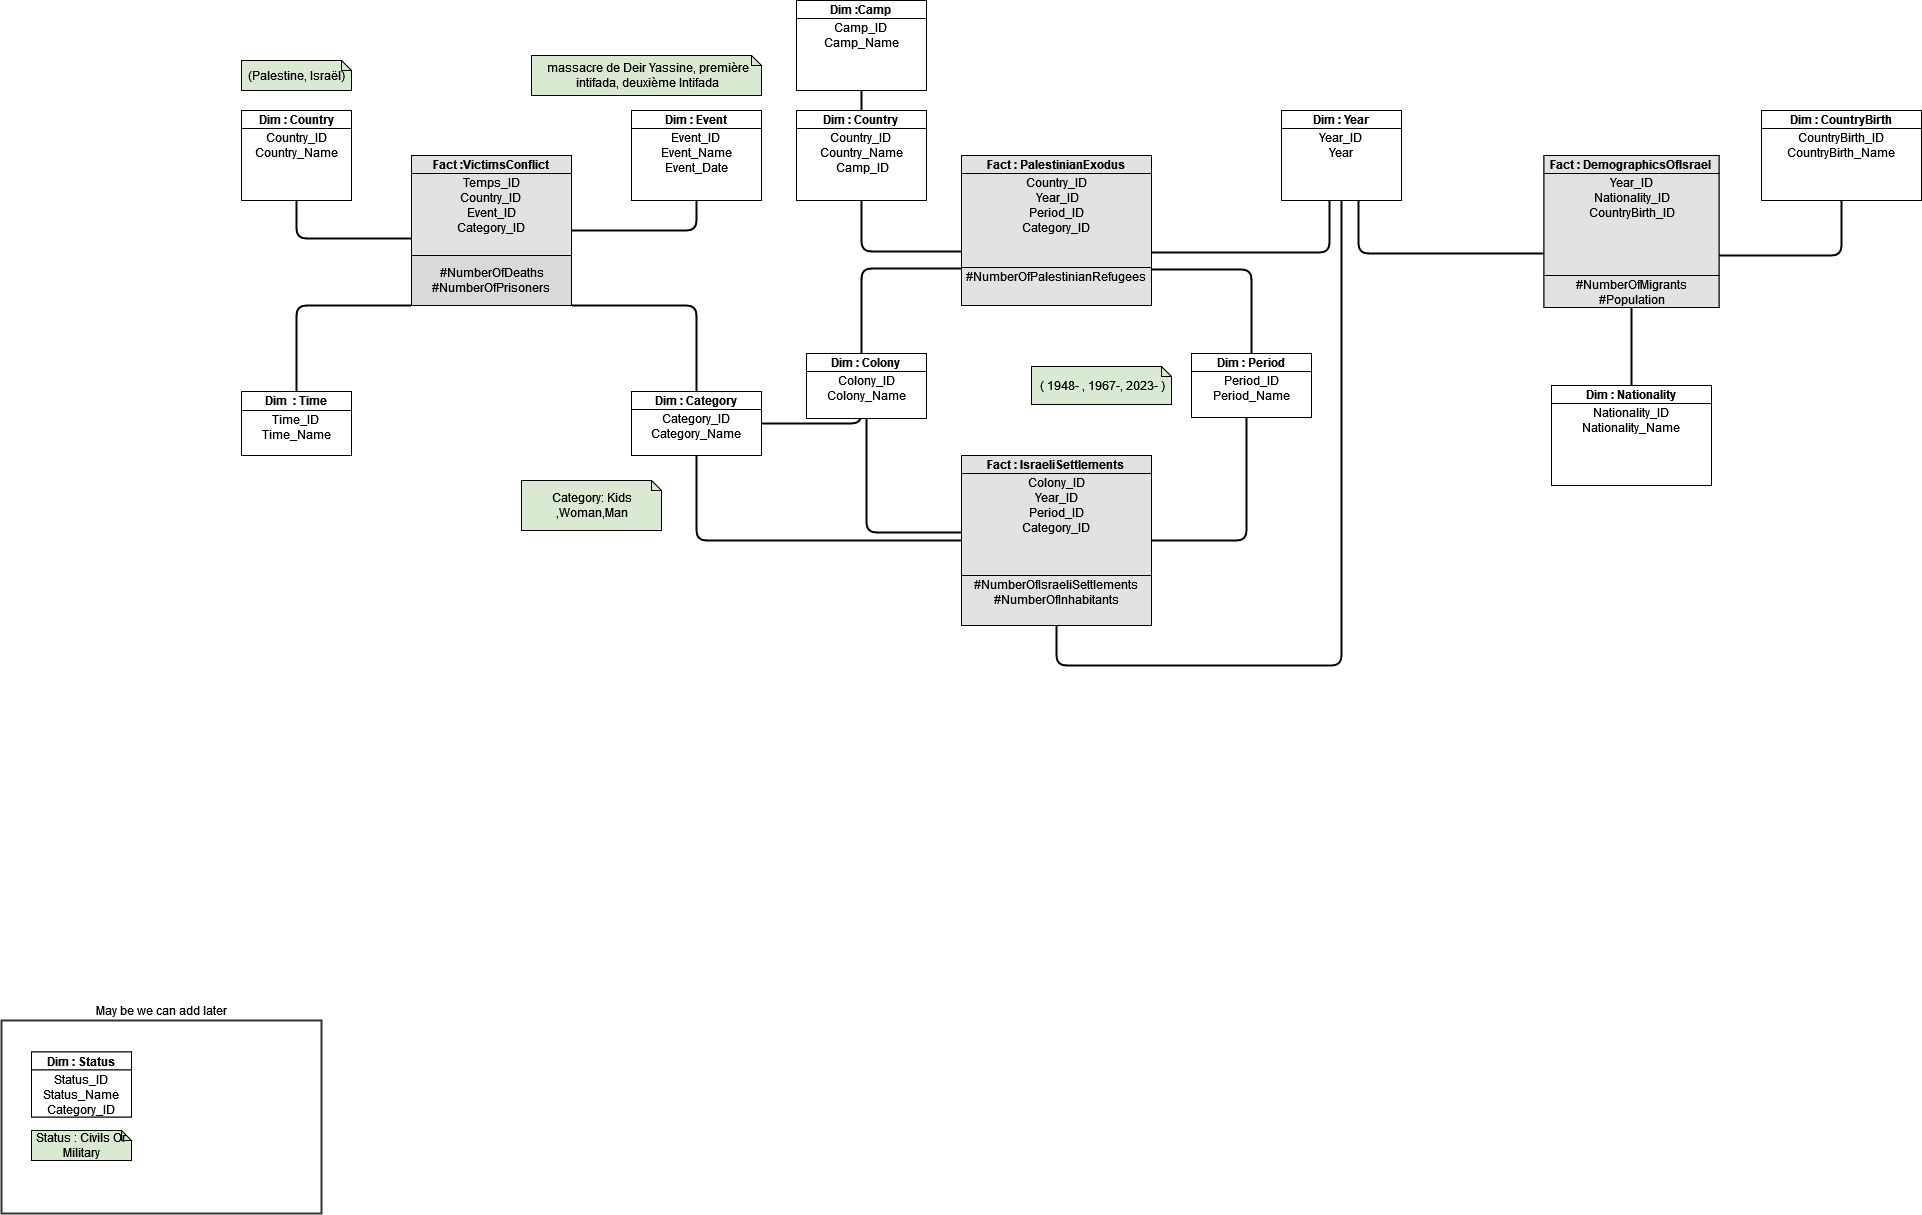 Dim :Camp
Camp_ID
Camp_Name
(Palestine, Israël)
massacre de Deir Yassine, première
intifada, deuxième Intifada
Dim : Country
Country_ID
Country_Name
Dim : Event
Event_ID
Event_Name
Event_Date
Dim : Country
Country_ID
Country_Name
Camp_ID
Dim : Year
Year_ID
Year
Dim : CountryBirth
CountryBirth_ID
CountryBirth_Name
Fact :VictimsConflict
Temps_ID
Country_ID
Event_ID
Category_ID
#NumberOfDeaths
#NumberOfPrisoners
Fact : PalestinianExodus
Country_ID
Year_ID
Period_ID
Category_ID
#NumberOfPalestinianRefugees
Fact : DemographicsOfIsrael
Year_ID
Nationality_ID
CountryBirth_ID
#NumberOfMigrants
#Population
Dim : Colony
Colony_ID
Colony_Name
( 1948- , 1967-, 2023- )
Dim : Period
Period_ID
Period_Name
Dim : Time
Time_ID
Time_Name
Dim : Category
Category_ID
Category_Name
Dim : Nationality
Nationality_ID
Nationality_Name
Category: Kids
,Woman,Man
Fact : IsraeliSettlements
Colony_ID
Year_ID
Period_ID
Category_ID
#NumberOfIsraeliSettlements
#NumberOfInhabitants
May be we can add later
Dim : Status
Status_ID
Status_Name
Category_ID
Status : Civils Or
Military